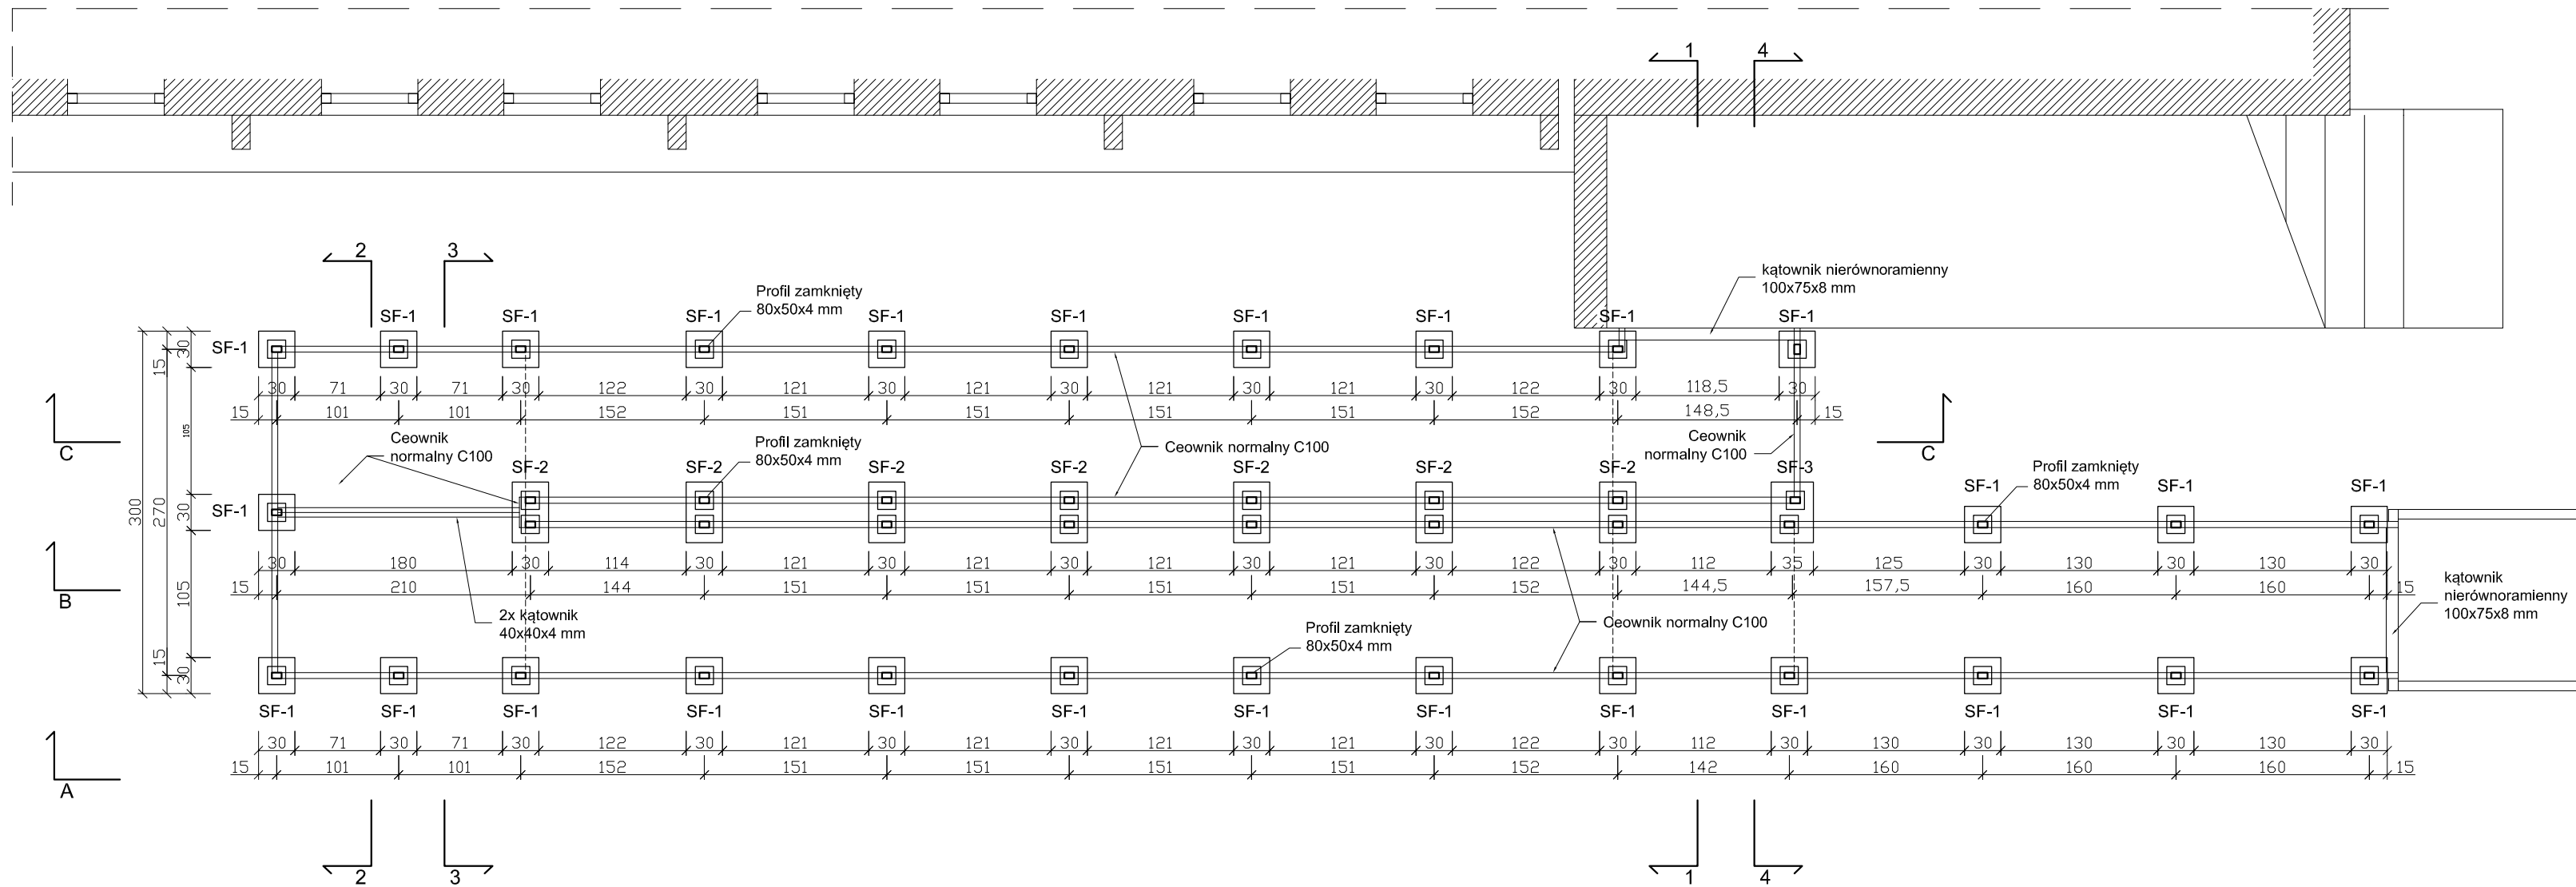 1 4
2 3
kątownik nierównoramienny
100x75x8 mm
Profil zamknięty
80x50x4 mm
SF-1 SF-1 SF-1 SF-1 SF-1 SF-1 SF-1 SF-1 SF-1
SF-1
30 71 30 71 30 122 30 121 30 121 30 121 30 121 30 122 30 118,5 30
15 101 101 152 151 151 151 151 152 148,5 15
300
270
15
15
30
105
30
105
30
C
Ceownik
normalny C100
Profil zamknięty
80x50x4 mm
Ceownik normalny C100
Ceownik
normalny C100
C
Profil zamknięty
80x50x4 mm
SF-2 SF-2 SF-2 SF-2 SF-2 SF-2 SF-2 SF-3
SF-1 SF-1 SF-1
SF-1
30 180 30 114 30 121 30 121 30 121 30 121 30 122 30 112 35 125 30 130 30 130 30
15 210 144 151 151 151 151 152 144,5 157,5 160 160 15
B
2x kątownik
40x40x4 mm
kątownik
nierównoramienny
100x75x8 mm
Profil zamknięty
80x50x4 mm
Ceownik normalny C100
SF-1 SF-1 SF-1 SF-1 SF-1 SF-1 SF-1 SF-1 SF-1 SF-1 SF-1 SF-1 SF-1
30 71 30 71 30 122 30 121 30 121 30 121 30 121 30 122 30 112 30 130 30 130 30 130 30
15 101 101 152 151 151 151 151 152 142 160 160 160 15
A
2 3
1 4